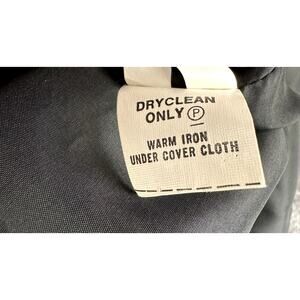 DRYCLEAN
ONLY Ⓟ
WARM IRON
UNDER COVER CLOTH